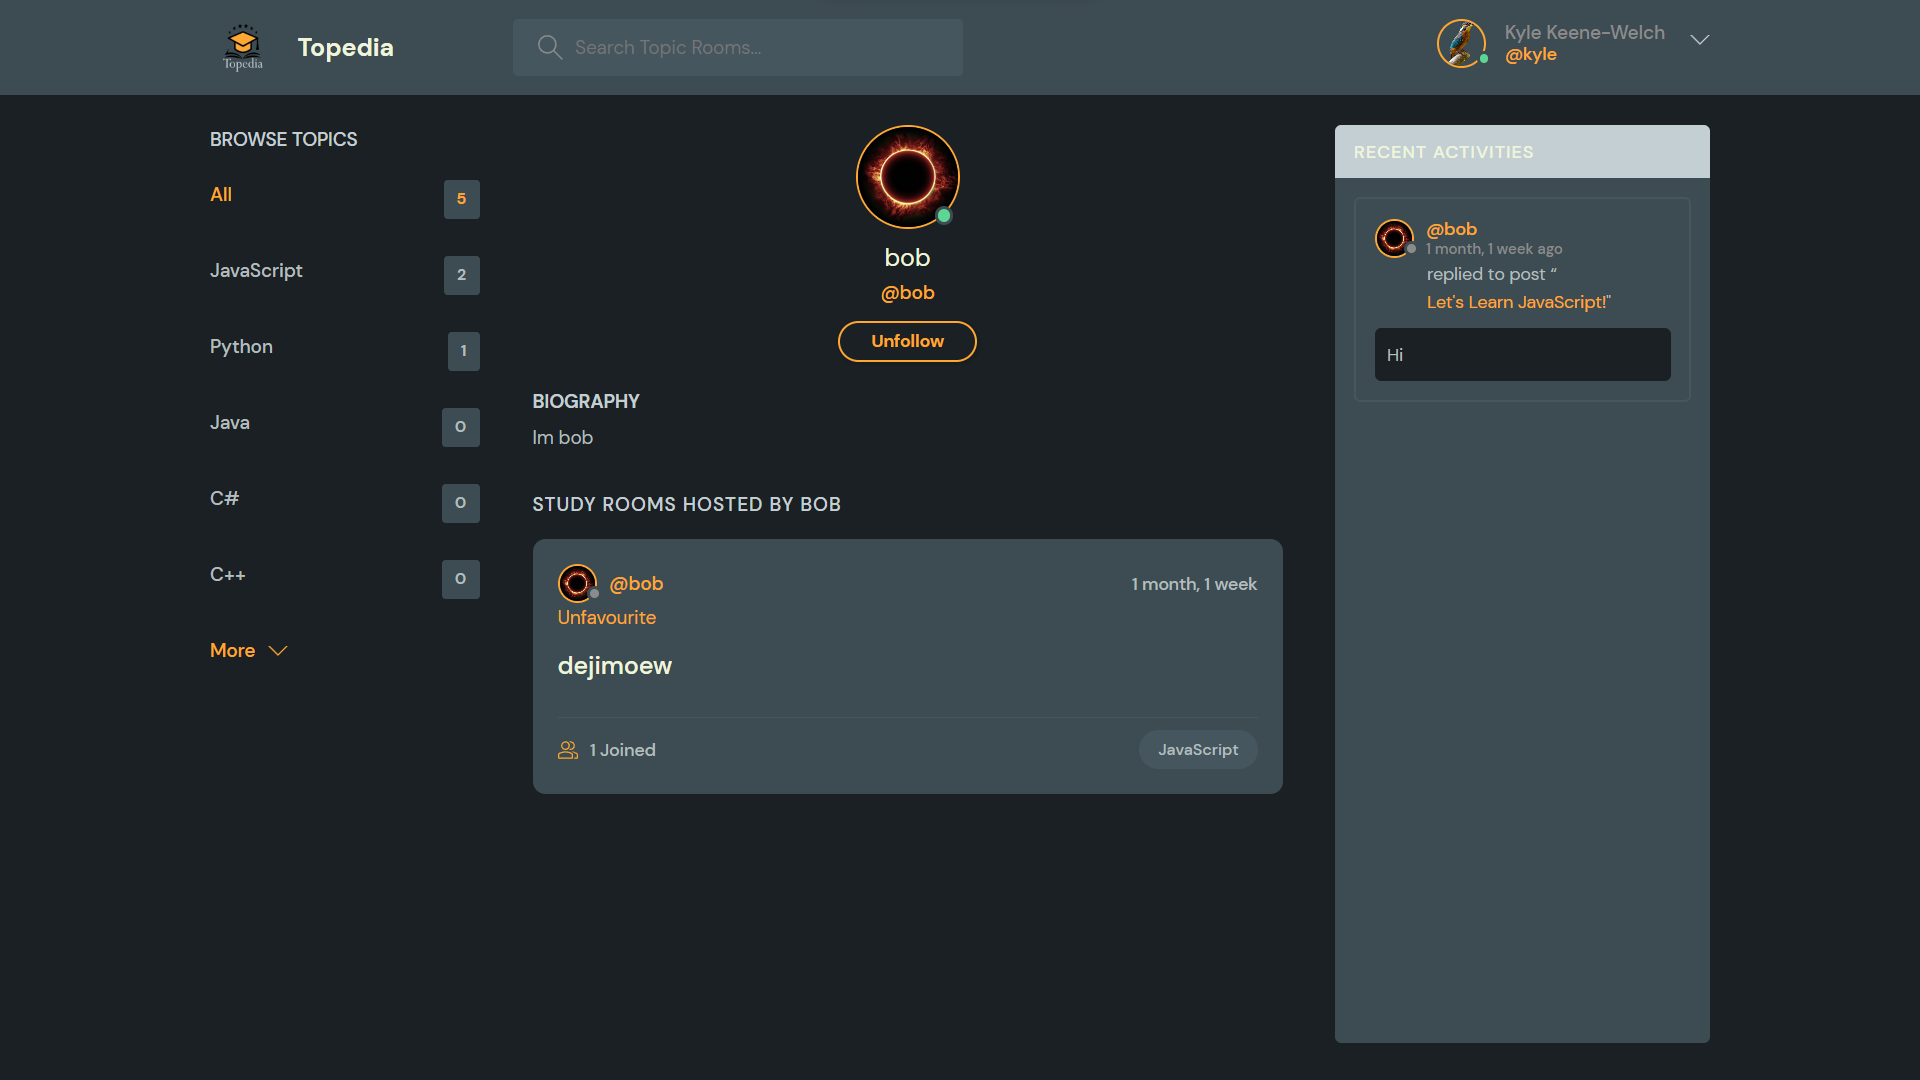 Topedia
Topedia
Search Topic Rooms...
Kyle Keene-Welch
@kyle
BROWSE TOPICS
All 5
JavaScript 2
Python 1
Java 0
C# 0
C++ 0
More
bob
@bob
Unfollow
BIOGRAPHY
Im bob
STUDY ROOMS HOSTED BY BOB
@bob 1 month, 1 week
Unfavourite
dejimoew
1 Joined JavaScript
RECENT ACTIVITIES
@bob
1 month, 1 week ago
replied to post “
Let's Learn JavaScript!"
Hi